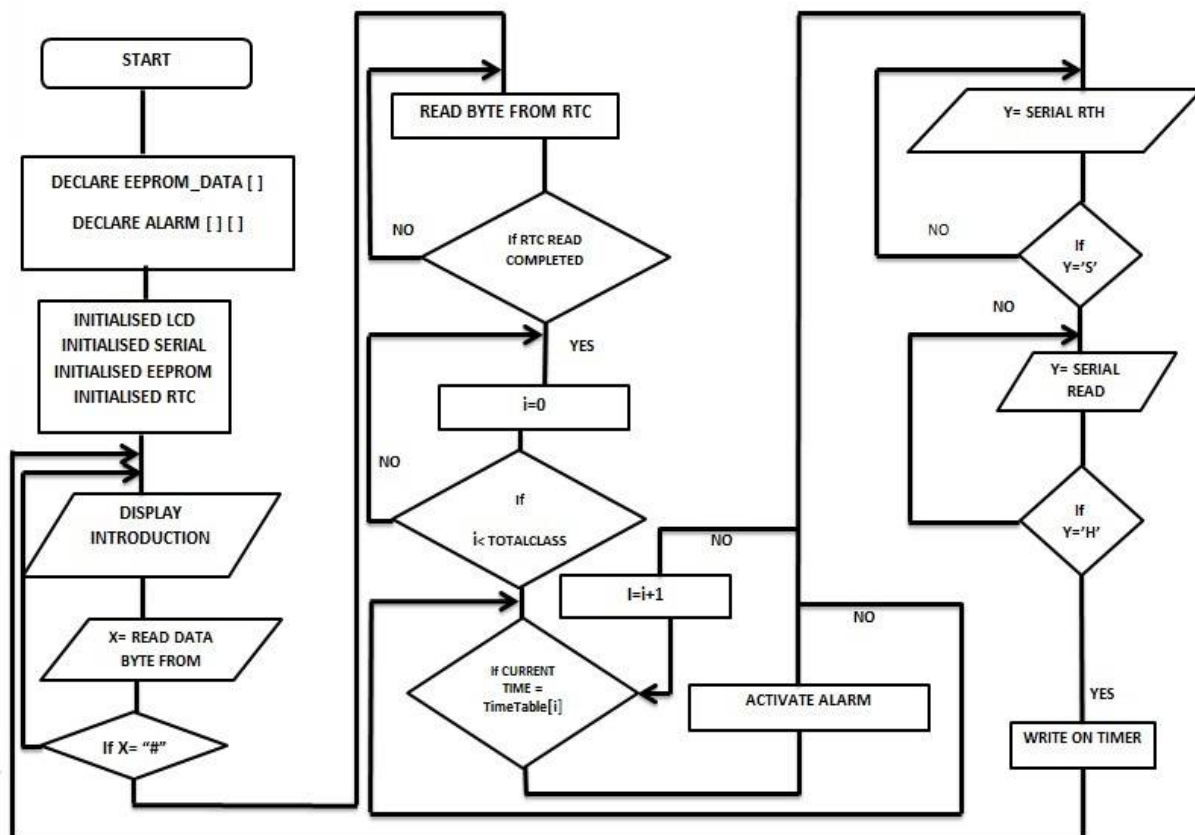 START
DECLARE EEPROM_DATA [ ]
DECLARE ALARM [ ] [ ]
INITIALISED LCD
INITIALISED SERIAL
INITIALISED EEPROM
INITIALISED RTC
DISPLAY
INTRODUCTION
X= READ DATA
BYTE FROM
If X= “#”
READ BYTE FROM RTC
NO
If RTC READ
COMPLETED
YES
i=0
NO
If
i< TOTALCLASS
NO
I=i+1
If CURRENT
TIME =
TimeTable[i]
NO
ACTIVATE ALARM
Y= SERIAL RTH
NO
If
Y=’S’
NO
Y= SERIAL
READ
If
Y=’H’
YES
WRITE ON TIMER